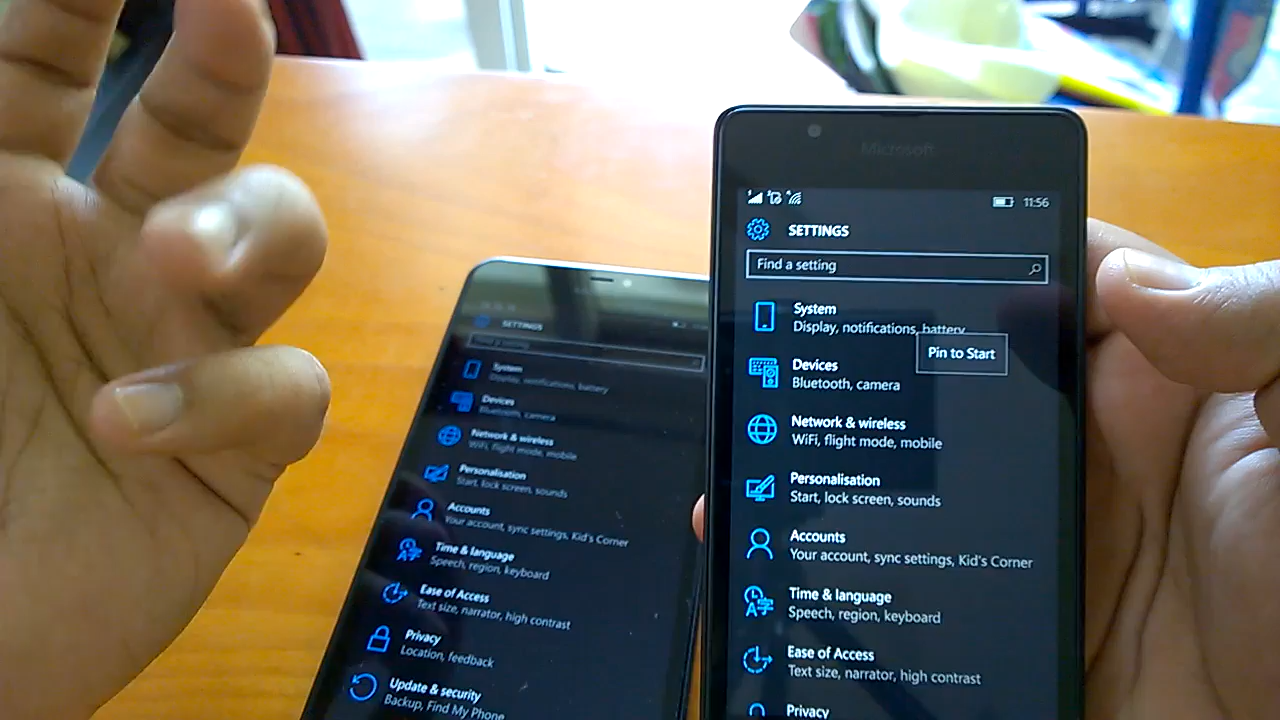 Microsoft
11:56
SETTINGS
Find a setting
System
Display, notifications, battery
Pin to Start
Devices
Bluetooth, camera
Network & wireless
WiFi, flight mode, mobile
Personalisation
Start, lock screen, sounds
Accounts
Your account, sync settings, Kid's Corner
Time & language
Speech, region, keyboard
Ease of Access
Text size, narrator, high contrast
Privacy
SETTINGS
Find a setting
System
Display, notifications, battery
Devices
Bluetooth, camera
Network & wireless
WiFi, flight mode, mobile
Personalisation
Start, lock screen, sounds
Accounts
Your account, sync settings, Kid's Corner
Time & language
Speech, region, keyboard
Ease of Access
Text size, narrator, high contrast
Privacy
Location, feedback
Update & security
Backup, Find My Phone